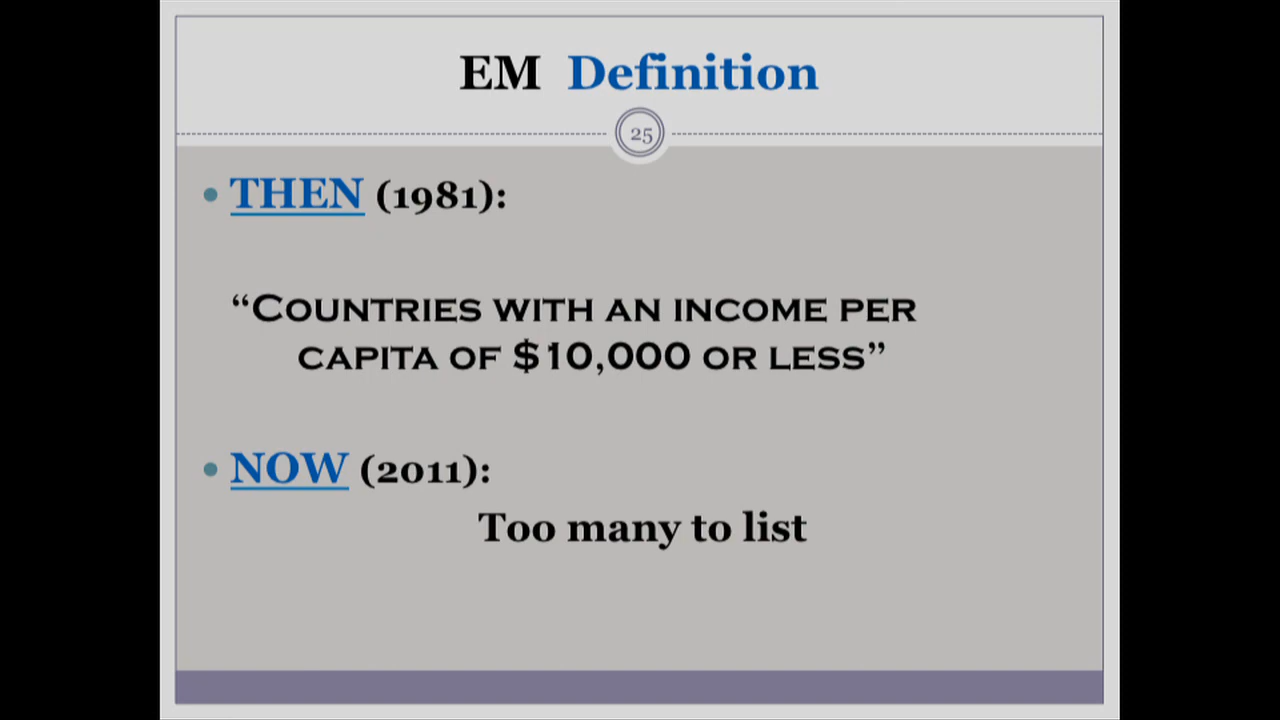 EM Definition
25
• THEN (1981):
“COUNTRIES WITH AN INCOME PER
CAPITA OF $10,000 OR LESS”
• NOW (2011):
Too many to list